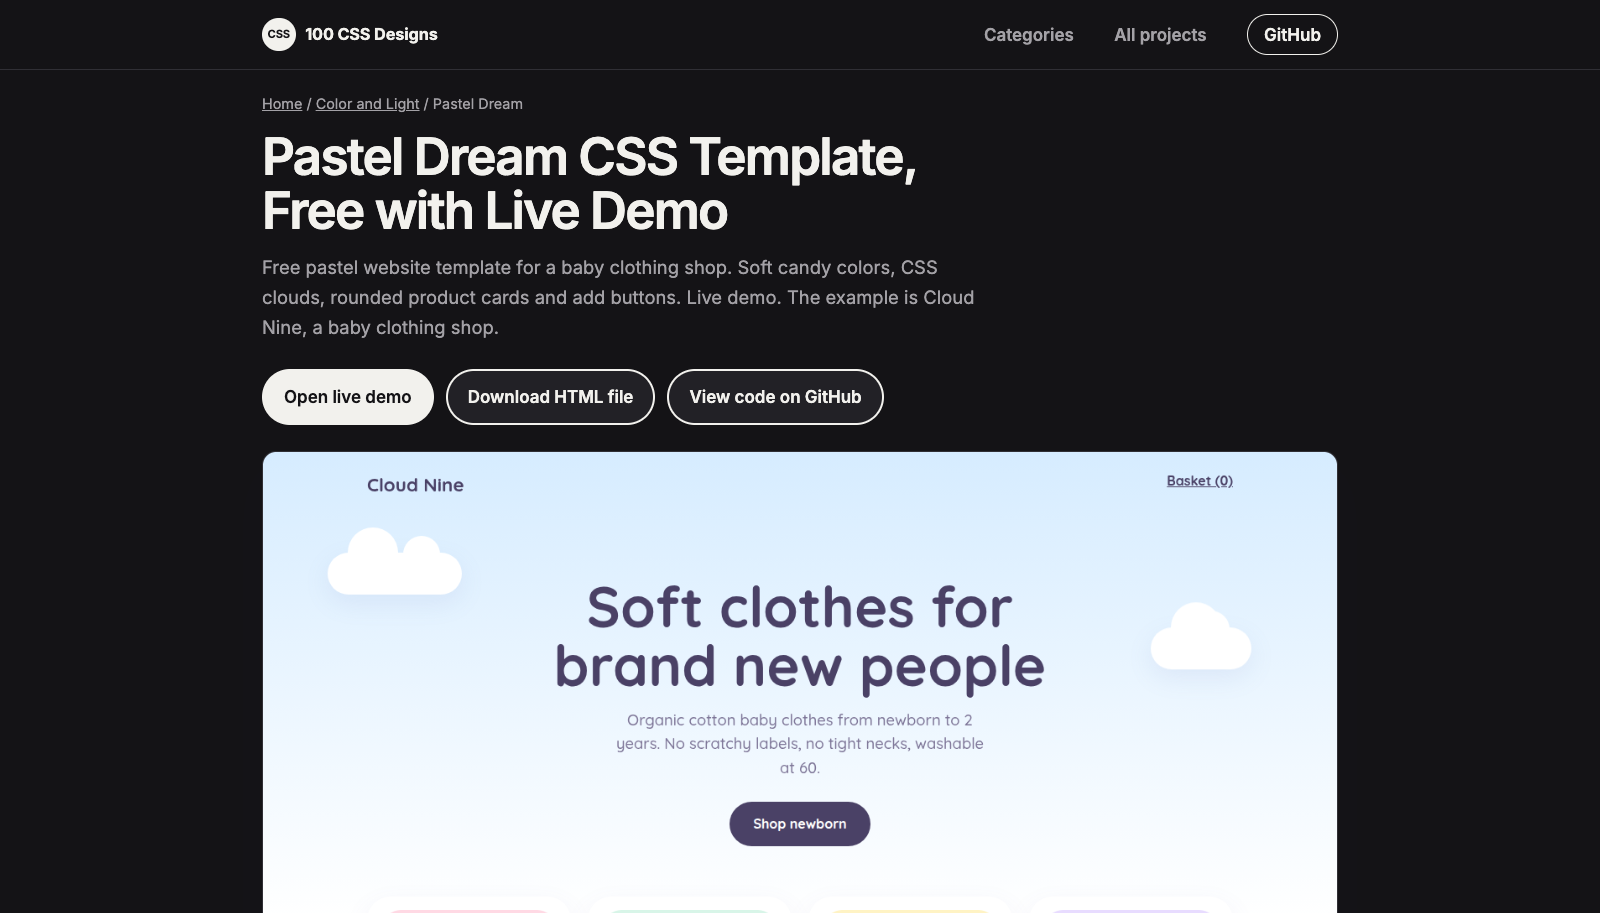 CSS 100 CSS Designs
Categories
All projects
GitHub
Home / Color and Light / Pastel Dream
Pastel Dream CSS Template,
Free with Live Demo
Free pastel website template for a baby clothing shop. Soft candy colors, CSS
clouds, rounded product cards and add buttons. Live demo. The example is Cloud
Nine, a baby clothing shop.
Open live demo
Download HTML file
View code on GitHub
Cloud Nine
Basket (0)
Soft clothes for
brand new people
Organic cotton baby clothes from newborn to 2
years. No scratchy labels, no tight necks, washable
at 60.
Shop newborn